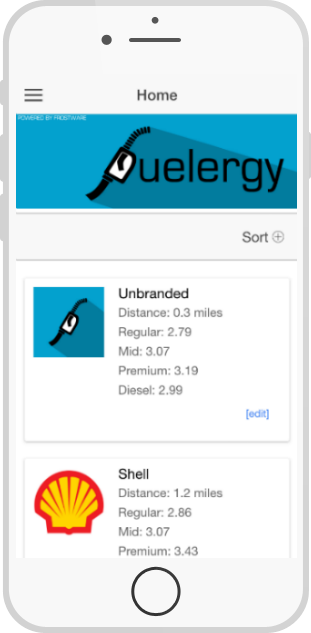 Home
POWERED BY FROSTWARE
uelergy
Sort
Unbranded
Distance: 0.3 miles
Regular: 2.79
Mid: 3.07
Premium: 3.19
Diesel: 2.99
[edit]
Shell
Distance: 1.2 miles
Regular: 2.86
Mid: 3.07
Premium: 3.43